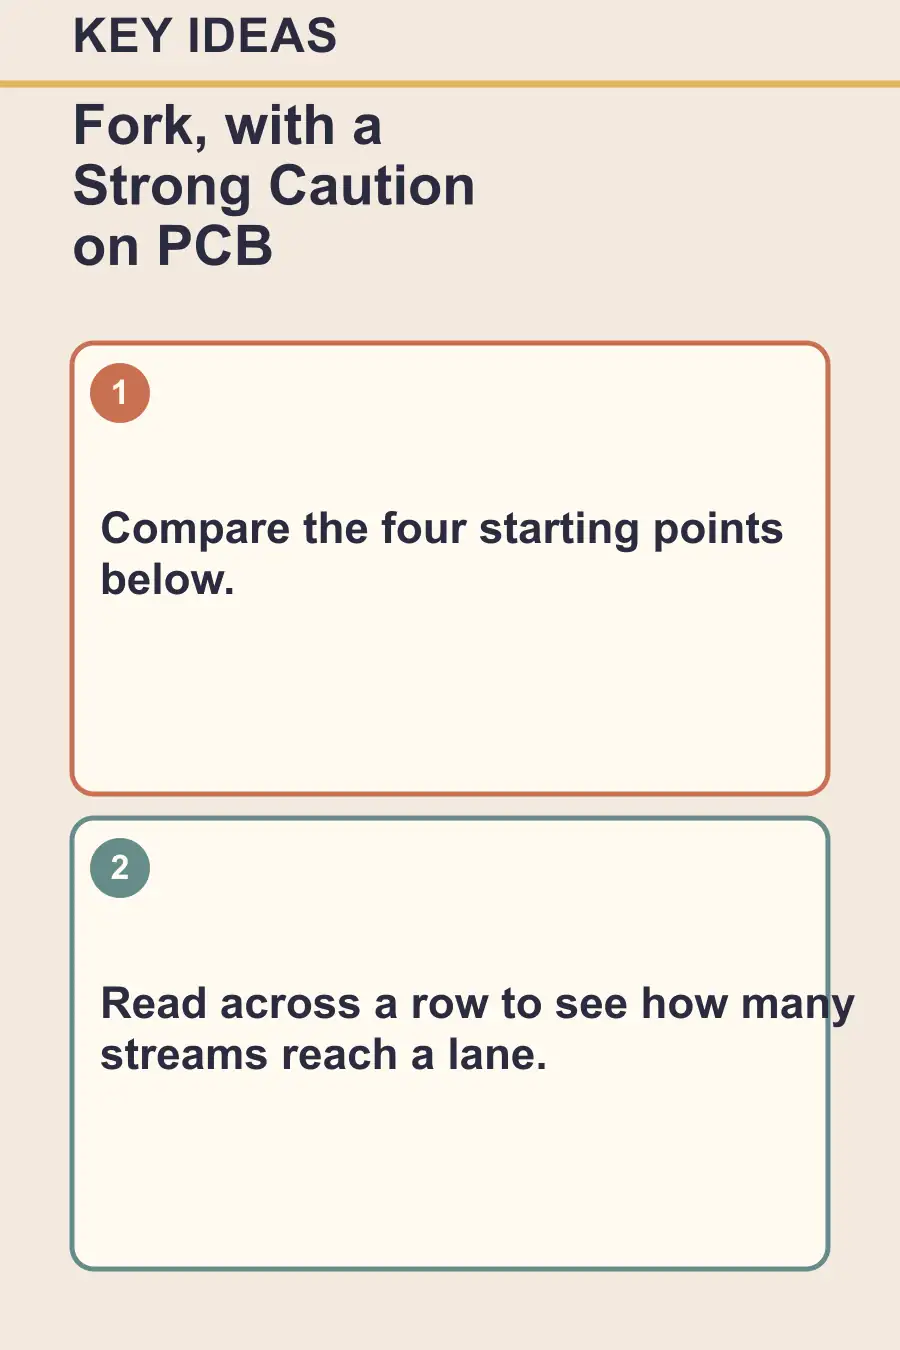 KEY IDEAS
Fork, with a
Strong Caution
on PCB
1
Compare the four starting points
below.
2
Read across a row to see how many
streams reach a lane.